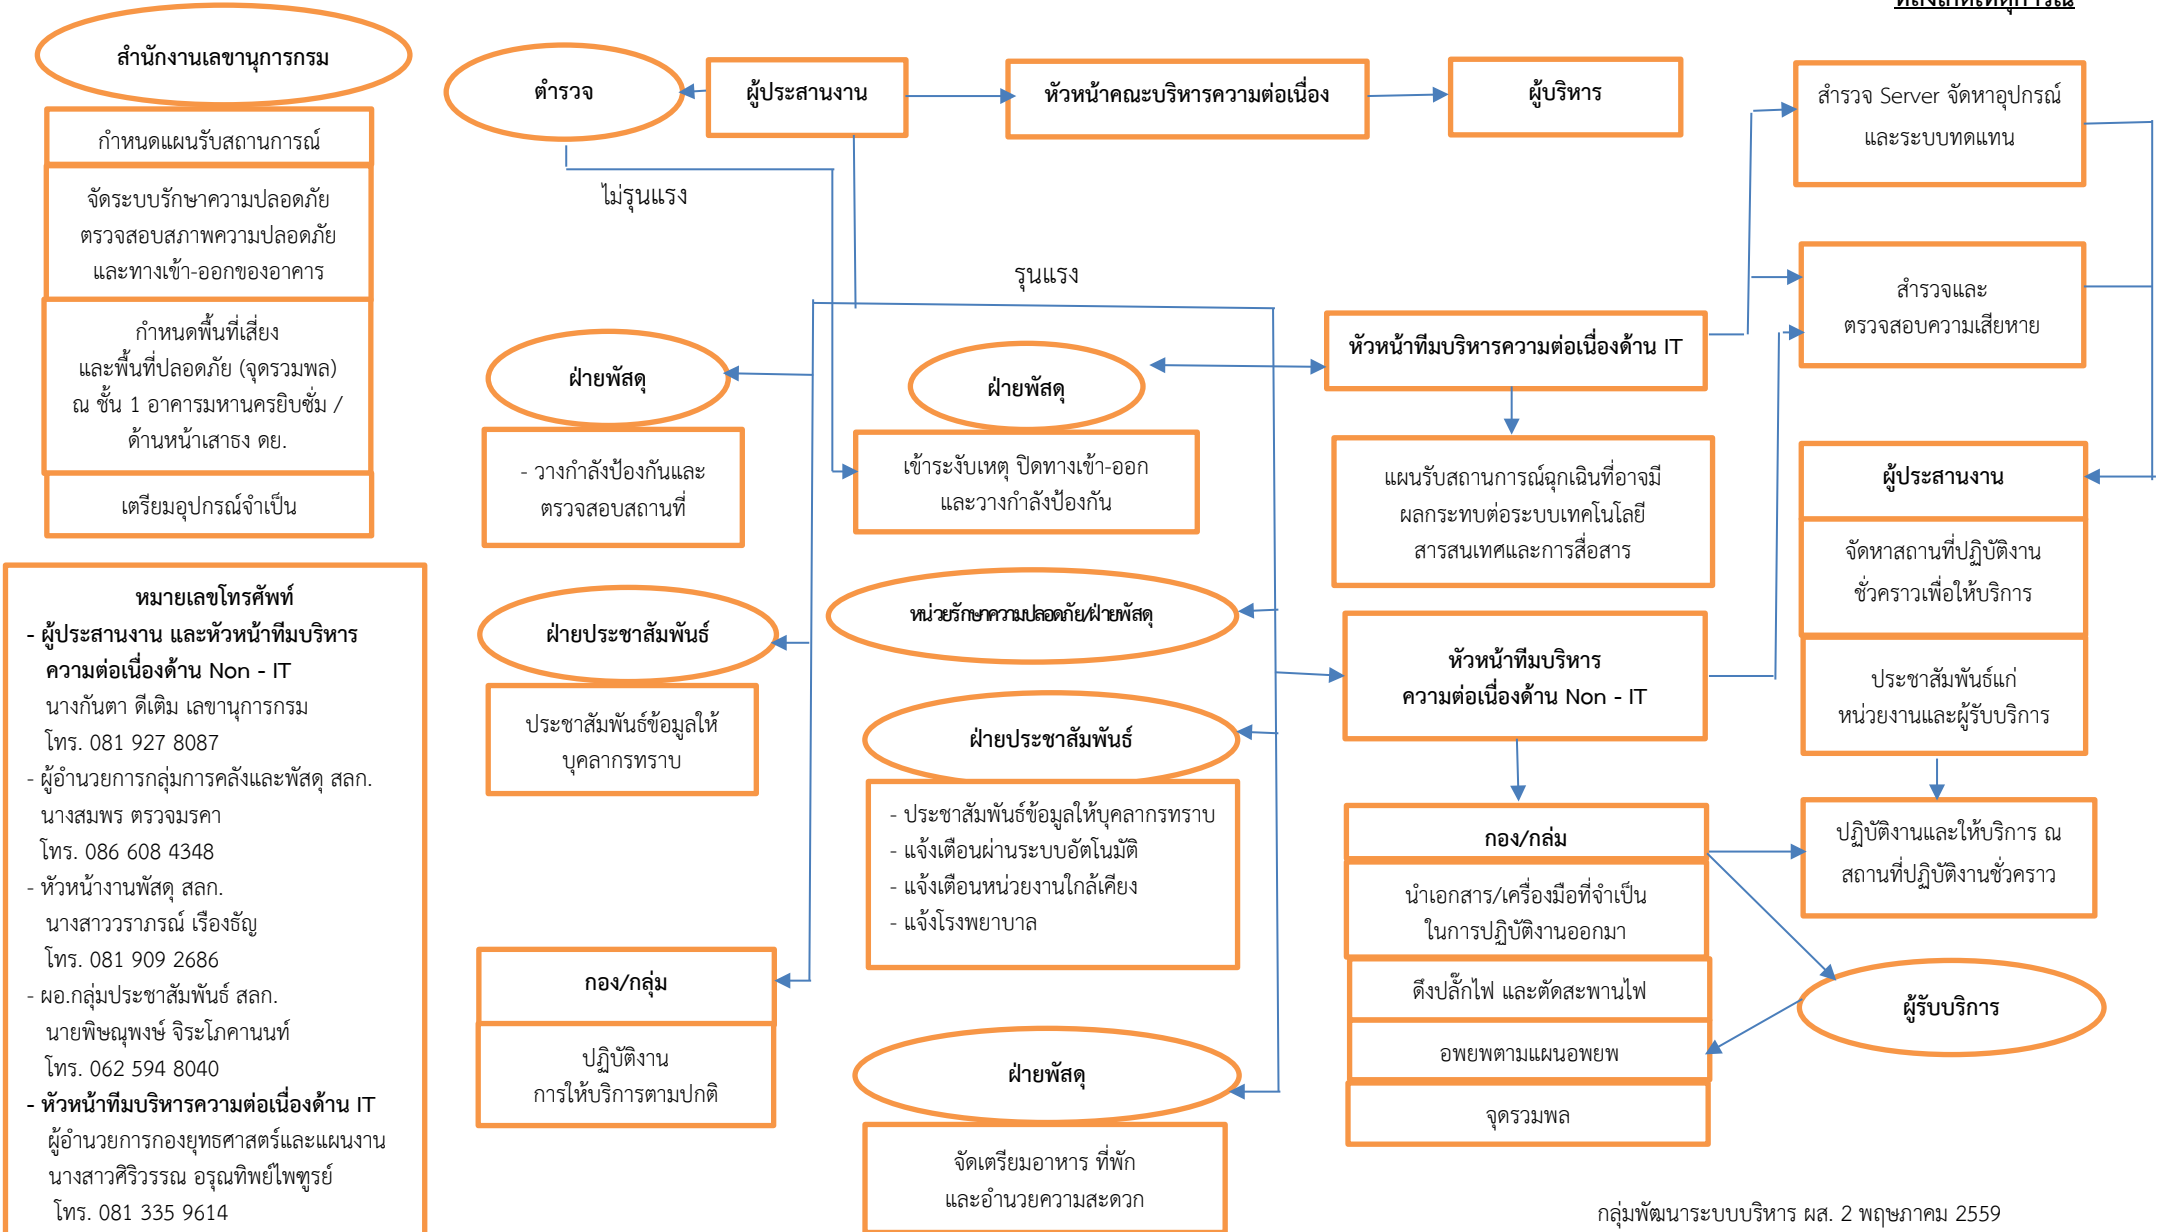 หลังเกิดเหตุการณ์
สำนักงานเลขานุการกรม
กำหนดแผนรับสถานการณ์
จัดระบบรักษาความปลอดภัย
ตรวจสอบสภาพความปลอดภัย
และทางเข้า-ออกของอาคาร
กำหนดพื้นที่เสี่ยง
และพื้นที่ปลอดภัย (จุดรวมพล)
ณ ชั้น 1 อาคารมหานครยิบซั่ม /
ด้านหน้าเสาธง ดย.
เตรียมอุปกรณ์จำเป็น
หมายเลขโทรศัพท์
- ผู้ประสานงาน และหัวหน้าทีมบริหาร
ความต่อเนื่องด้าน Non - IT
นางกันตา ดีเติม เลขานุการกรม
โทร. 081 927 8087
- ผู้อำนวยการกลุ่มการคลังและพัสดุ สลก.
นางสมพร ตรวจมรคา
โทร. 086 608 4348
- หัวหน้างานพัสดุ สลก.
นางสาววราภรณ์ เรืองธัญ
โทร. 081 909 2686
- ผอ.กลุ่มประชาสัมพันธ์ สลก.
นายพิษณุพงษ์ จิระโภคานนท์
โทร. 062 594 8040
- หัวหน้าทีมบริหารความต่อเนื่องด้าน IT
ผู้อำนวยการกองยุทธศาสตร์และแผนงาน
นางสาวศิริวรรณ อรุณทิพย์ไพฑูรย์
โทร. 081 335 9614
ตำรวจ
ผู้ประสานงาน
หัวหน้าคณะบริหารความต่อเนื่อง
ผู้บริหาร
ไม่รุนแรง
รุนแรง
ฝ่ายพัสดุ
- วางกำลังป้องกันและ
ตรวจสอบสถานที่
ฝ่ายประชาสัมพันธ์
ประชาสัมพันธ์ข้อมูลให้
บุคลากรทราบ
กอง/กลุ่ม
ปฏิบัติงาน
การให้บริการตามปกติ
ฝ่ายพัสดุ
เข้าระงับเหตุ ปิดทางเข้า-ออก
และวางกำลังป้องกัน
หน่วยรักษาความปลอดภัย/ฝ่ายพัสดุ
ฝ่ายประชาสัมพันธ์
- ประชาสัมพันธ์ข้อมูลให้บุคลากรทราบ
- แจ้งเตือนผ่านระบบอัตโนมัติ
- แจ้งเตือนหน่วยงานใกล้เคียง
- แจ้งโรงพยาบาล
ฝ่ายพัสดุ
จัดเตรียมอาหาร ที่พัก
และอำนวยความสะดวก
หัวหน้าทีมบริหารความต่อเนื่องด้าน IT
แผนรับสถานการณ์ฉุกเฉินที่อาจมี
ผลกระทบต่อระบบเทคโนโลยี
สารสนเทศและการสื่อสาร
หัวหน้าทีมบริหาร
ความต่อเนื่องด้าน Non - IT
กอง/กลุ่ม
นำเอกสาร/เครื่องมือที่จำเป็น
ในการปฏิบัติงานออกมา
ดึงปลั๊กไฟ และตัดสะพานไฟ
อพยพตามแผนอพยพ
จุดรวมพล
สำรวจ Server จัดหาอุปกรณ์
และระบบทดแทน
สำรวจและ
ตรวจสอบความเสียหาย
ผู้ประสานงาน
จัดหาสถานที่ปฏิบัติงาน
ชั่วคราวเพื่อให้บริการ
ประชาสัมพันธ์แก่
หน่วยงานและผู้รับบริการ
ปฏิบัติงานและให้บริการ ณ
สถานที่ปฏิบัติงานชั่วคราว
ผู้รับบริการ
กลุ่มพัฒนาระบบบริหาร ผส. 2 พฤษภาคม 2559